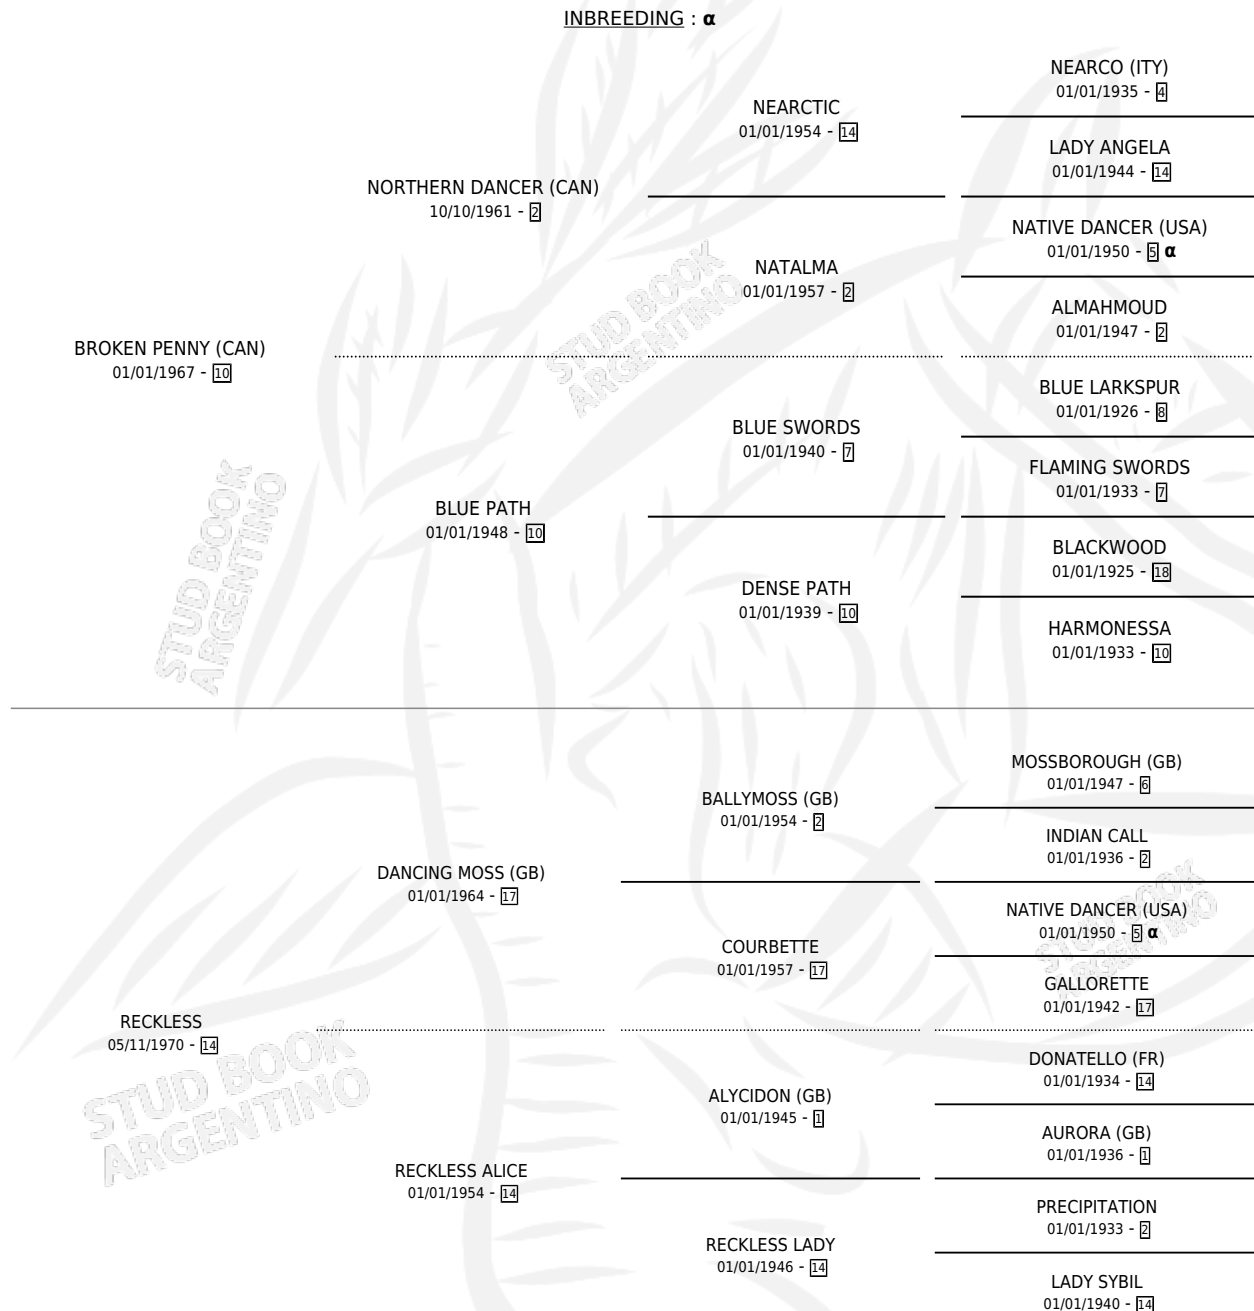 INBREEDING : α
NEARCO (ITY)
01/01/1935 - 4
NEARCTIC
01/01/1954 - 14
LADY ANGELA
01/01/1944 - 14
NORTHERN DANCER (CAN)
10/10/1961 - 2
NATIVE DANCER (USA)
01/01/1950 - 5 α
NATALMA
01/01/1957 - 2
ALMAHMOUD
01/01/1947 - 2
BROKEN PENNY (CAN)
01/01/1967 - 10
BLUE LARKSPUR
01/01/1926 - 8
BLUE SWORDS
01/01/1940 - 7
FLAMING SWORDS
01/01/1933 - 7
BLUE PATH
01/01/1948 - 10
BLACKWOOD
01/01/1925 - 18
DENSE PATH
01/01/1939 - 10
HARMONESSA
01/01/1933 - 10
MOSSBOROUGH (GB)
01/01/1947 - 6
BALLYMOSS (GB)
01/01/1954 - 2
INDIAN CALL
01/01/1936 - 2
DANCING MOSS (GB)
01/01/1964 - 17
NATIVE DANCER (USA)
01/01/1950 - 5 α
COURBETTE
01/01/1957 - 17
GALLORETTE
01/01/1942 - 17
RECKLESS
05/11/1970 - 14
DONATELLO (FR)
01/01/1934 - 14
ALYCIDON (GB)
01/01/1945 - 1
AURORA (GB)
01/01/1936 - 1
RECKLESS ALICE
01/01/1954 - 14
PRECIPITATION
01/01/1933 - 2
RECKLESS LADY
01/01/1946 - 14
LADY SYBIL
01/01/1940 - 14
STUD BOOK
ARGENTINO
STUD BOOK
ARGENTINO
STUD BOOK
ARGENTINO
STUD BOOK
ARGENTINO